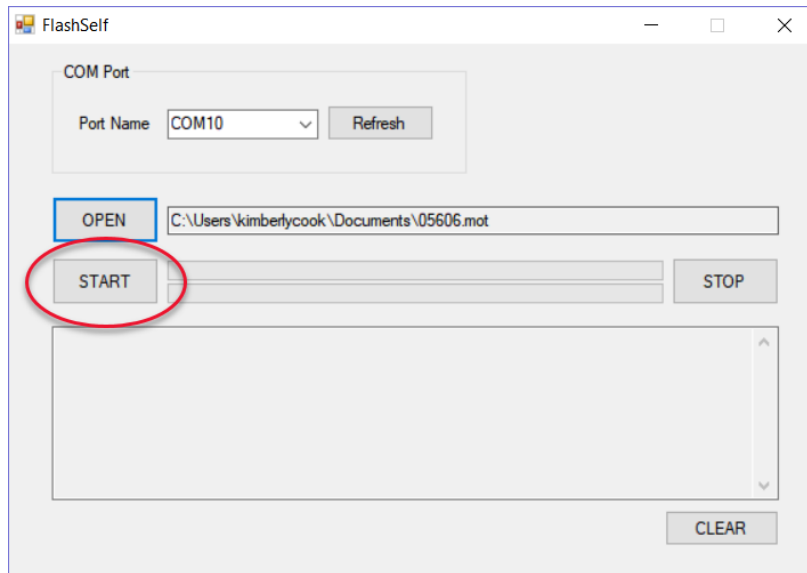 FlashSelf
COM Port
Port Name COM10 Refresh
OPEN C:\Users\kimberlycook\Documents\05606.mot
START STOP
CLEAR